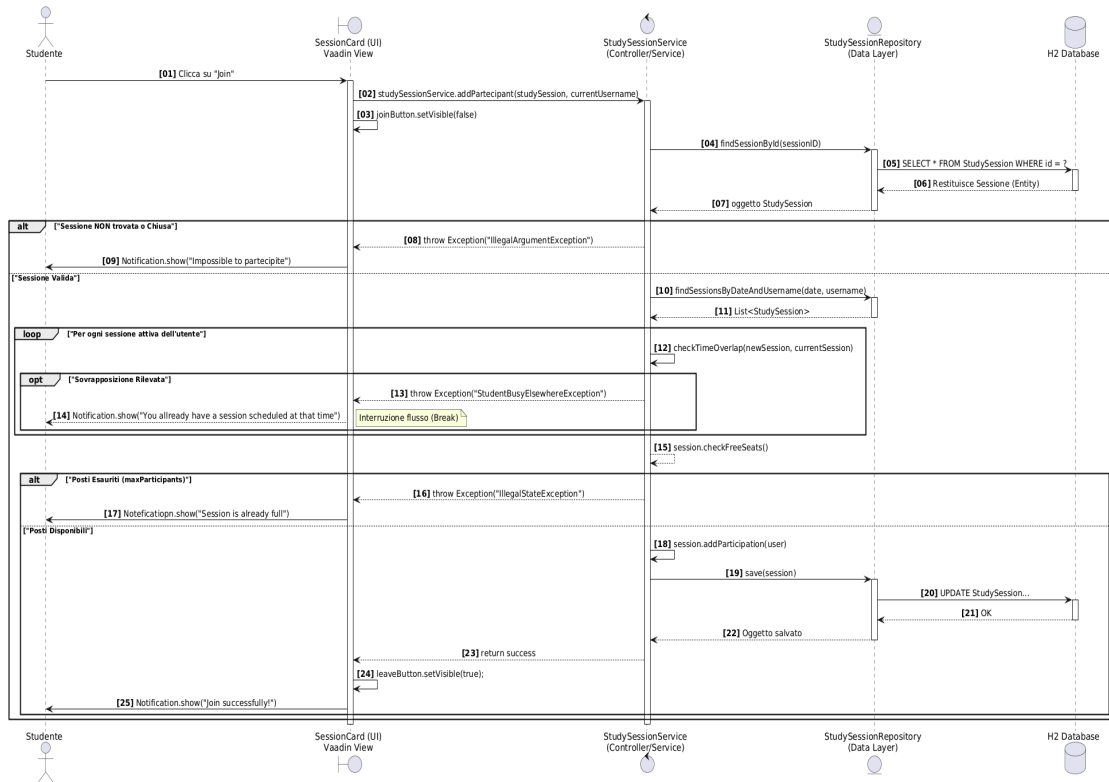 Studente
SessionCard (UI)
Vaadin View
StudySessionService
(Controller/Service)
StudySessionRepository
(Data Layer)
H2 Database
[01] Clicca su "Join"
[02] studySessionService.addPartecipant(studySession, currentUsername)
[03] joinButton.setVisible(false)
[04] findSessionById(sessionID)
[05] SELECT * FROM StudySession WHERE id = ?
[06] Restituisce Sessione (Entity)
[07] oggetto StudySession
alt ["Sessione NON trovata o Chiusa"]
[08] throw Exception("IllegalArgumentException")
[09] Notification.show("Impossible to partecipite")
["Sessione Valida"]
[10] findSessionsByDateAndUsername(date, username)
[11] List<StudySession>
loop ["Per ogni sessione attiva dell'utente"]
[12] checkTimeOverlap(newSession, currentSession)
opt ["Sovrapposizione Rilevata"]
[13] throw Exception("StudentBusyElsewhereException")
[14] Notification.show("You allready have a session scheduled at that time")
Interruzione flusso (Break)
[15] session.checkFreeSeats()
alt ["Posti Esauriti (maxParticipants)"]
[16] throw Exception("IllegalStateException")
[17] Noteficatiopn.show("Session is already full")
["Posti Disponibili"]
[18] session.addParticipation(user)
[19] save(session)
[20] UPDATE StudySession...
[21] OK
[22] Oggetto salvato
[23] return success
[24] leaveButton.setVisible(true);
[25] Notification.show("Join successfully!")
Studente
SessionCard (UI)
Vaadin View
StudySessionService
(Controller/Service)
StudySessionRepository
(Data Layer)
H2 Database